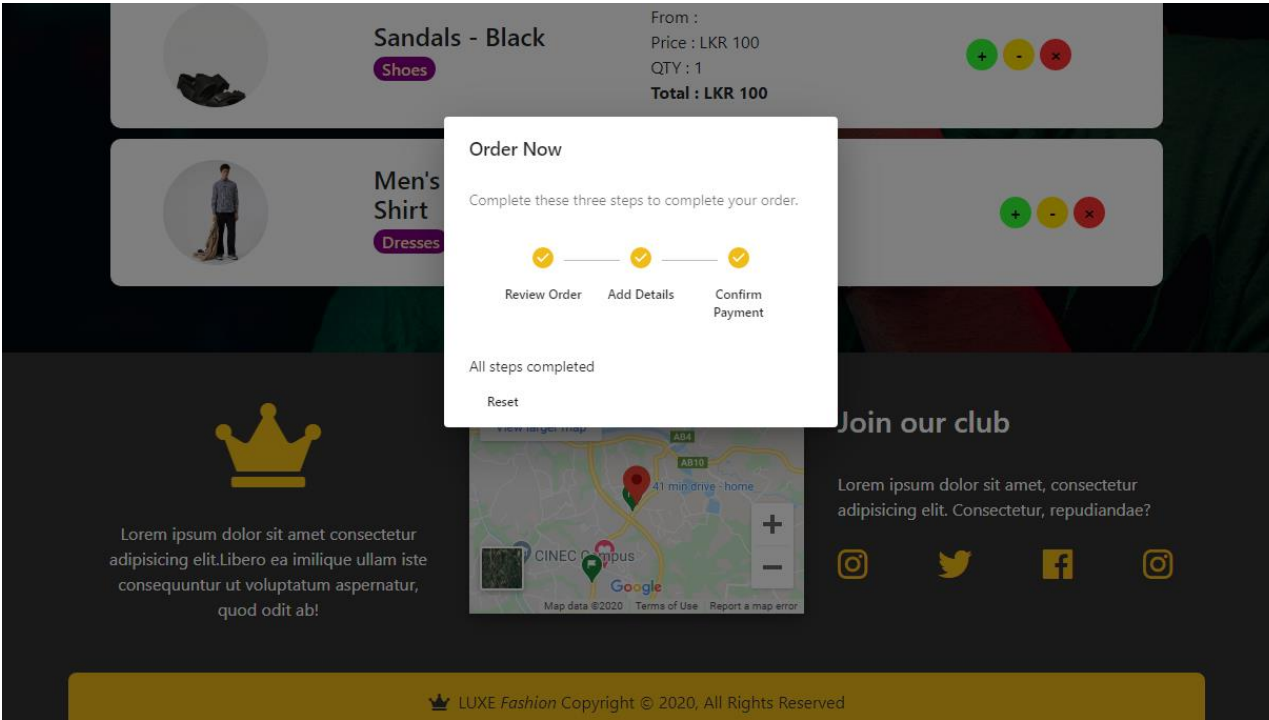 Sandals - Black
Shoes
From :
Price : LKR 100
QTY : 1
Total : LKR 100
+
-
×
Men's
Shirt
Dresses
+
-
×
Order Now
Complete these three steps to complete your order.
Review Order
Add Details
Confirm
Payment
All steps completed
Reset
Lorem ipsum dolor sit amet consectetur
adipisicing elit.Libero ea imilique ullam iste
consequuntur ut voluptatum aspernatur,
quod odit ab!
View larger map
AB4
AB10
41 min drive - home
CINEC Campus
+
−
Google
Map data ©2020 Terms of Use Report a map error
Join our club
Lorem ipsum dolor sit amet, consectetur
adipisicing elit. Consectetur, repudiandae?
LUXE Fashion Copyright © 2020, All Rights Reserved